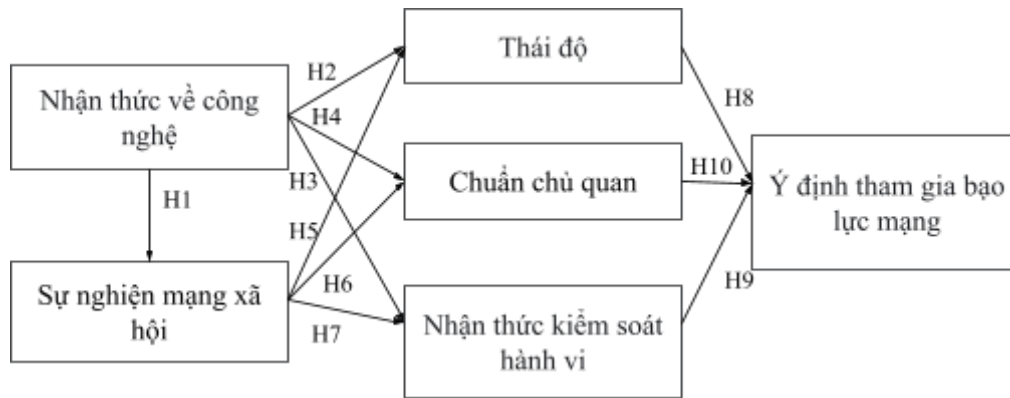 Thái độ
H2
H8
Nhận thức về công
nghệ
H4
H3
Chuẩn chủ quan
H10
Ý định tham gia bạo
lực mạng
H1
H5
H6
H9
Sự nghiện mạng xã
hội
H7
Nhận thức kiểm soát
hành vi